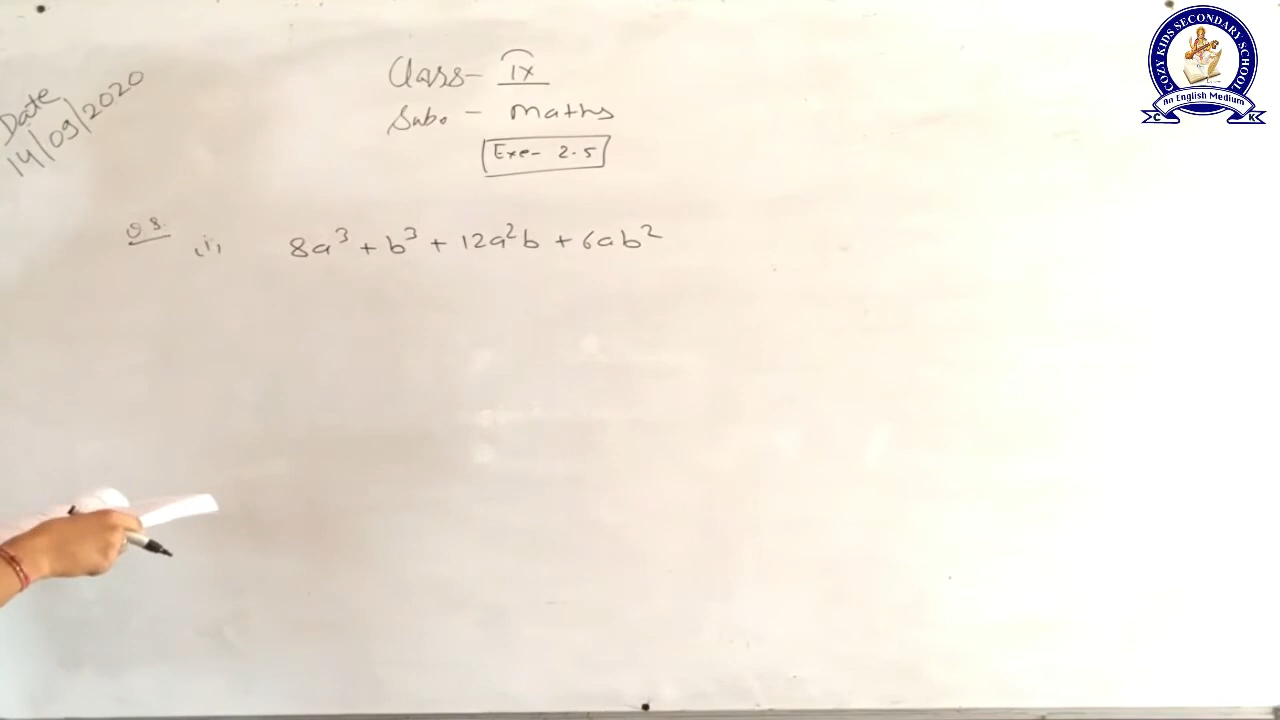 Date
14/09/2020
Class- IX
Sub. - Maths
Exe- 2.5
Q 8. (i) 8a³ + b³ + 12a²b + 6ab²
COZY KIDS SECONDARY SCHOOL
An English Medium
C K